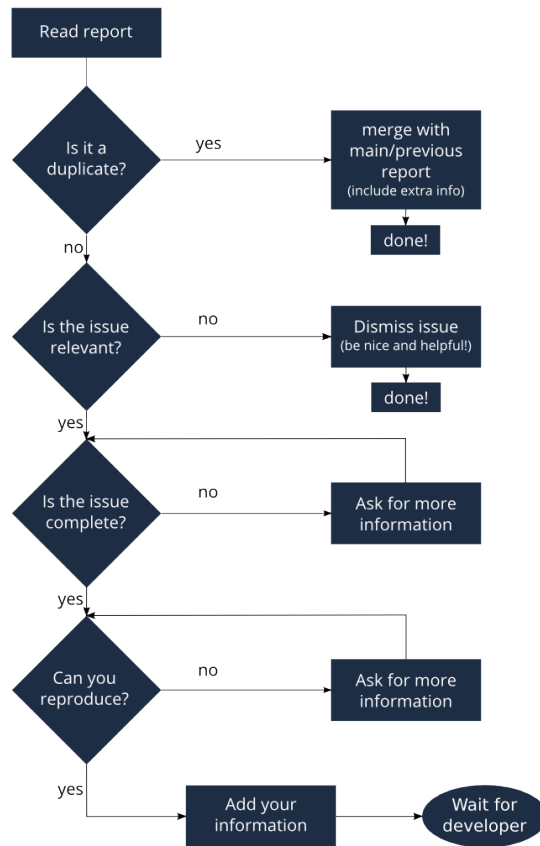 Read report
Is it a
duplicate?
yes
merge with
main/previous
report
(include extra info)
done!
no
Is the issue
relevant?
no
Dismiss issue
(be nice and helpful!)
done!
yes
Is the issue
complete?
no
Ask for more
information
yes
Can you
reproduce?
no
Ask for more
information
yes
Add your
information
Wait for
developer